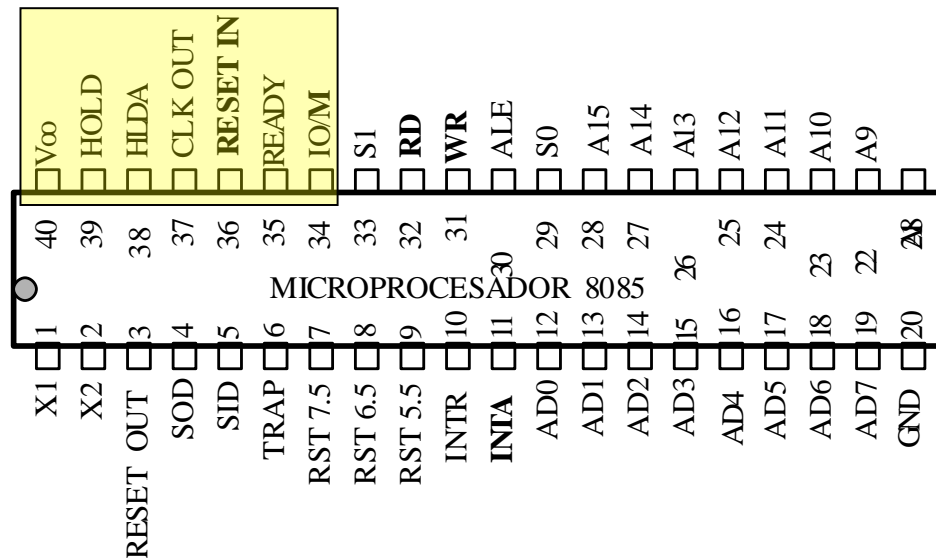 Vcc
HOLD
HLDA
CLK OUT
RESET IN
READY
IO/M
S1
RD
WR
ALE
S0
A15
A14
A13
A12
A11
A10
A9
40
39
38
37
36
35
34
33
32
31
30
29
28
27
26
25
24
23
22
MICROPROCESADOR 8085
1
2
3
4
5
6
7
8
9
10
11
12
13
14
15
16
17
18
19
20
X1
X2
RESET OUT
SOD
SID
TRAP
RST 7.5
RST 6.5
RST 5.5
INTR
INTA
AD0
AD1
AD2
AD3
AD4
AD5
AD6
AD7
GND